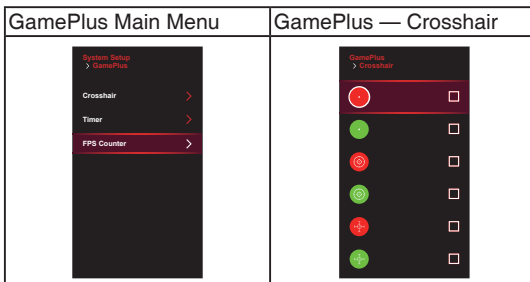 GamePlus Main Menu
System Setup
> GamePlus
Crosshair
Timer
FPS Counter
GamePlus — Crosshair
GamePlus
> Crosshair